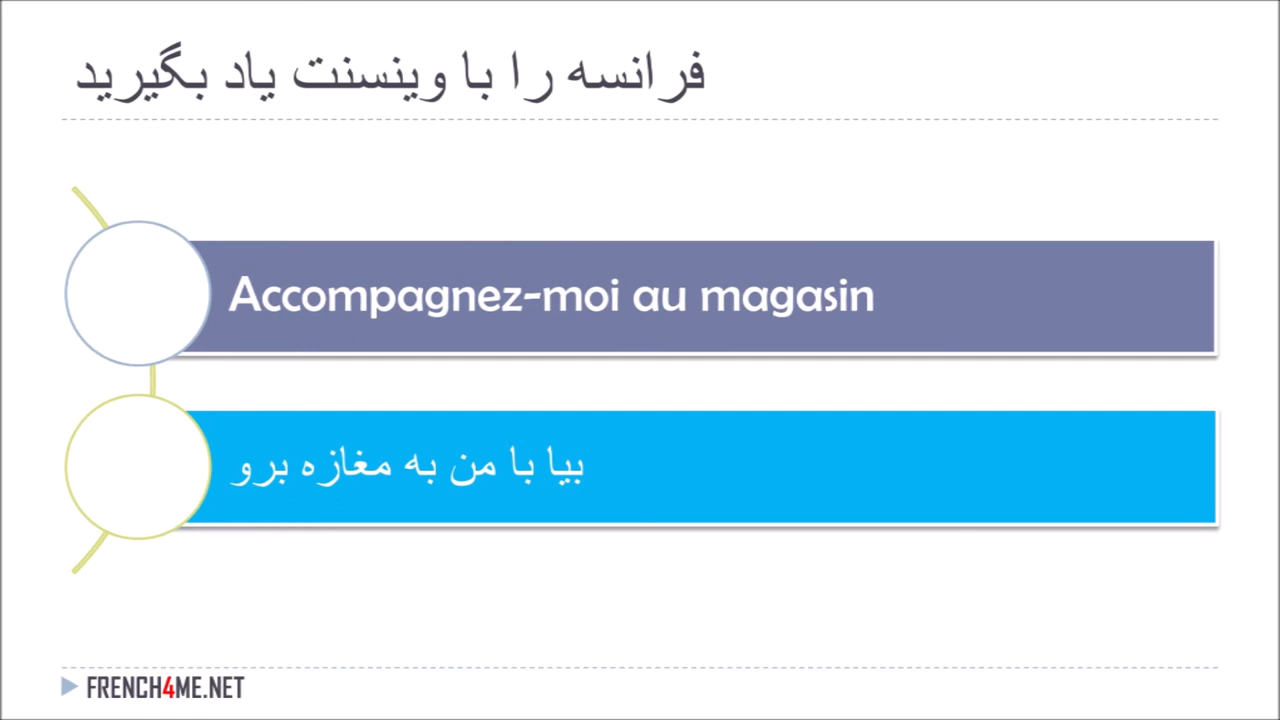 فرانسه را با وینسنت یاد بگیرید
Accompagnez-moi au magasin
بیا با من به مغازه برو
FRENCH4ME.NET